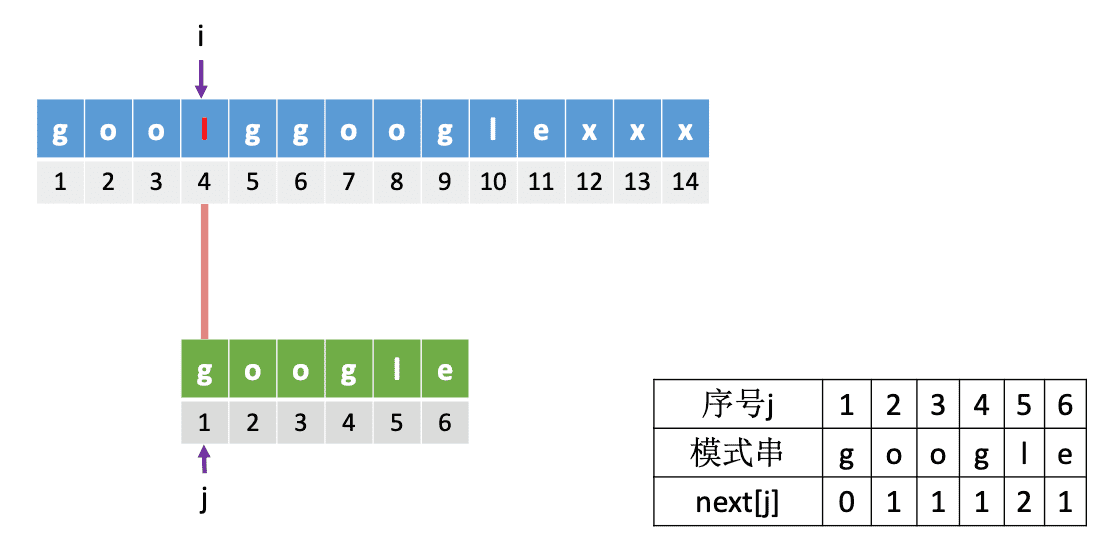 i
g o o l g g o o g l e x x x
1 2 3 4 5 6 7 8 9 10 11 12 13 14
g o o g l e
1 2 3 4 5 6
j
序号j 1 2 3 4 5 6
模式串 g o o g l e
next[j] 0 1 1 1 2 1